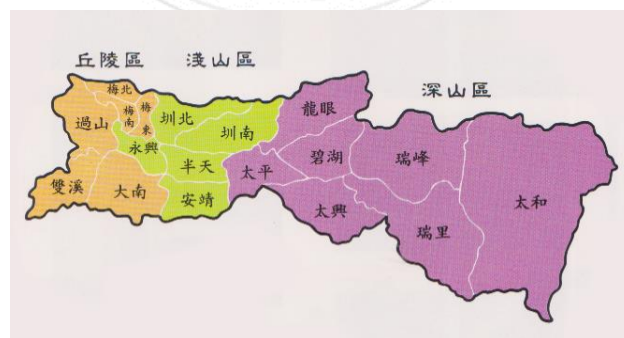 丘陵區
淺山區
深山區
梅北
梅南
梅東
過山
永興
雙溪
大南
圳北
圳南
半天
安靖
龍眼
碧湖
太平
太興
瑞峰
瑞里
太和